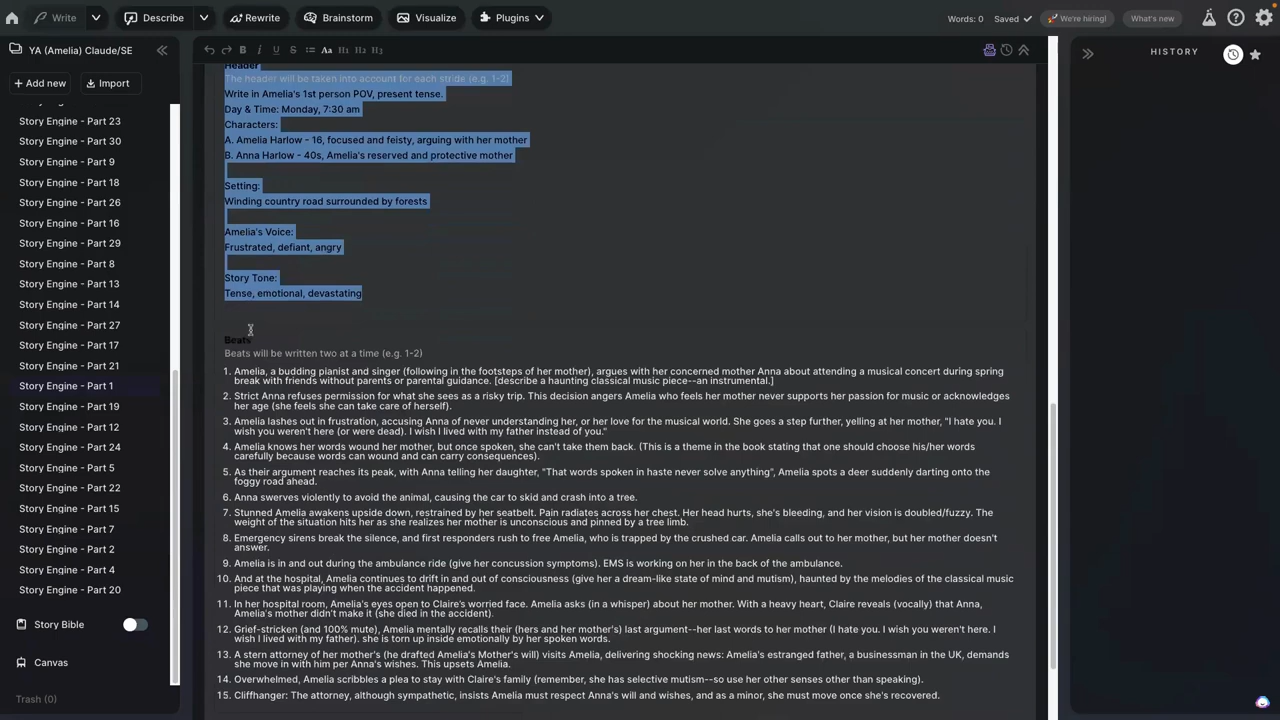 Write
Describe
Rewrite
Brainstorm
Visualize
Plugins
Words: 0
Saved
We're hiring!
What's new
YA (Amelia) Claude/SE
B
i
U
S
Aa
H1
H2
H3
HISTORY
Add new
Import
Story Engine - Part 23
Story Engine - Part 30
Story Engine - Part 9
Story Engine - Part 18
Story Engine - Part 26
Story Engine - Part 16
Story Engine - Part 29
Story Engine - Part 8
Story Engine - Part 13
Story Engine - Part 14
Story Engine - Part 27
Story Engine - Part 17
Story Engine - Part 21
Story Engine - Part 1
Story Engine - Part 19
Story Engine - Part 12
Story Engine - Part 24
Story Engine - Part 5
Story Engine - Part 22
Story Engine - Part 15
Story Engine - Part 7
Story Engine - Part 2
Story Engine - Part 4
Story Engine - Part 20
Story Bible
Canvas
Trash (0)
Header
The header will be taken into account for each stride (e.g. 1-2)
Write in Amelia's 1st person POV, present tense.
Day & Time: Monday, 7:30 am
Characters:
A. Amelia Harlow - 16, focused and feisty, arguing with her mother
B. Anna Harlow - 40s, Amelia's reserved and protective mother
Setting:
Winding country road surrounded by forests
Amelia's Voice:
Frustrated, defiant, angry
Story Tone:
Tense, emotional, devastating
Beats
Beats will be written two at a time (e.g. 1-2)
1. Amelia, a budding pianist and singer (following in the footsteps of her mother), argues with her concerned mother Anna about attending a musical concert during spring
break with friends without parents or parental guidance. [describe a haunting classical music piece--an instrumental.]
2. Strict Anna refuses permission for what she sees as a risky trip. This decision angers Amelia who feels her mother never supports her passion for music or acknowledges
her age (she feels she can take care of herself).
3. Amelia lashes out in frustration, accusing Anna of never understanding her, or her love for the musical world. She goes a step further, yelling at her mother, "I hate you. I
wish you weren't here (or were dead). I wish I lived with my father instead of you."
4. Amelia knows her words wound her mother, but once spoken, she can't take them back. (This is a theme in the book stating that one should choose his/her words
carefully because words can wound and can carry consequences).
5. As their argument reaches its peak, with Anna telling her daughter, "That words spoken in haste never solve anything", Amelia spots a deer suddenly darting onto the
foggy road ahead.
6. Anna swerves violently to avoid the animal, causing the car to skid and crash into a tree.
7. Stunned Amelia awakens upside down, restrained by her seatbelt. Pain radiates across her chest. Her head hurts, she's bleeding, and her vision is doubled/fuzzy. The
weight of the situation hits her as she realizes her mother is unconscious and pinned by a tree limb.
8. Emergency sirens break the silence, and first responders rush to free Amelia, who is trapped by the crushed car. Amelia calls out to her mother, but her mother doesn't
answer.
9. Amelia is in and out during the ambulance ride (give her concussion symptoms). EMS is working on her in the back of the ambulance.
10. And at the hospital, Amelia continues to drift in and out of consciousness (give her a dream-like state of mind and mutism), haunted by the melodies of the classical music
piece that was playing when the accident happened.
11. In her hospital room, Amelia's eyes open to Claire's worried face. Amelia asks (in a whisper) about her mother. With a heavy heart, Claire reveals (vocally) that Anna,
Amelia's mother didn't make it (she died in the accident).
12. Grief-stricken (and 100% mute), Amelia mentally recalls their (hers and her mother's) last argument--her last words to her mother (I hate you. I wish you weren't here. I
wish I lived with my father). she is torn up inside emotionally by her spoken words.
13. A stern attorney of her mother's (he drafted Amelia's Mother's will) visits Amelia, delivering shocking news: Amelia's estranged father, a businessman in the UK, demands
she move in with him per Anna's wishes. This upsets Amelia.
14. Overwhelmed, Amelia scribbles a plea to stay with Claire's family (remember, she has selective mutism--so use her other senses other than speaking).
15. Cliffhanger: The attorney, although sympathetic, insists Amelia must respect Anna's will and wishes, and as a minor, she must move once she's recovered.